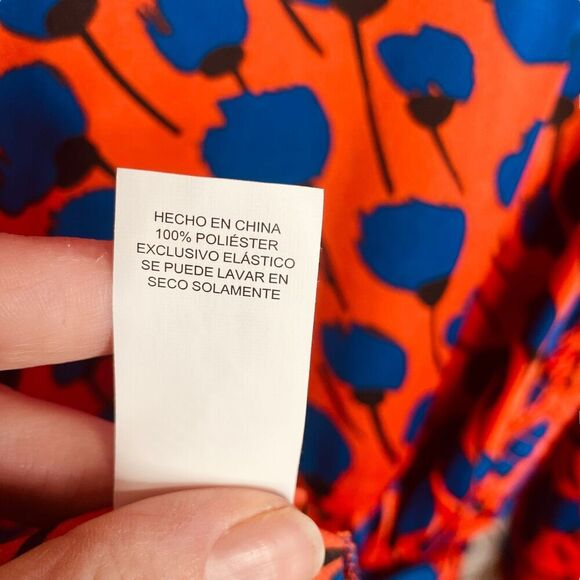 HECHO EN CHINA
100% POLIÉSTER
EXCLUSIVO ELÁSTICO
SE PUEDE LAVAR EN
SECO SOLAMENTE